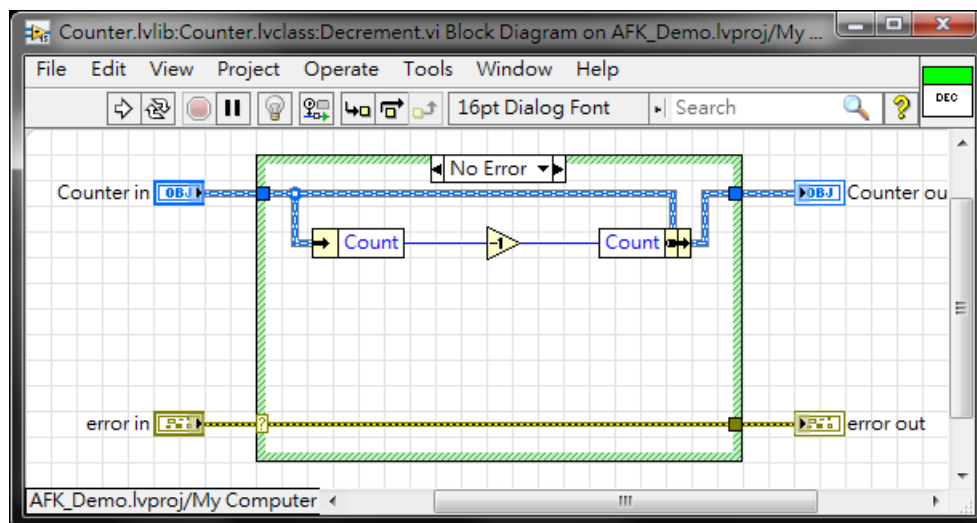 Counter.lvlib:Counter.lvclass:Decrement.vi Block Diagram on AFK_Demo.lvproj/My ...
File Edit View Project Operate Tools Window Help
16pt Dialog Font Search
DEC
No Error
Counter in OBJ OBJ Counter ou
Count -1 Count
error in ? error out
AFK_Demo.lvproj/My Computer